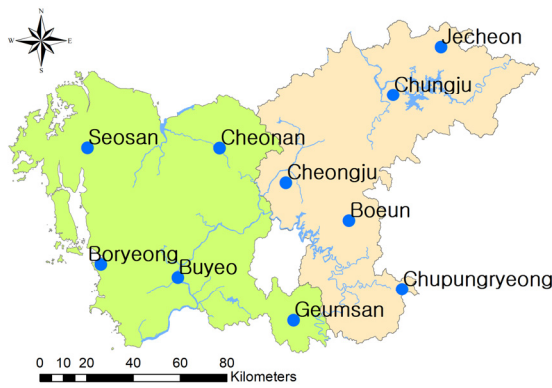 N
W E
S
Jecheon
Chungju
Seosan
Cheonan
Cheongju
Boeun
Boryeong
Buyeo
Chupungryeong
Geumsan
0 10 20 40 60 80
Kilometers